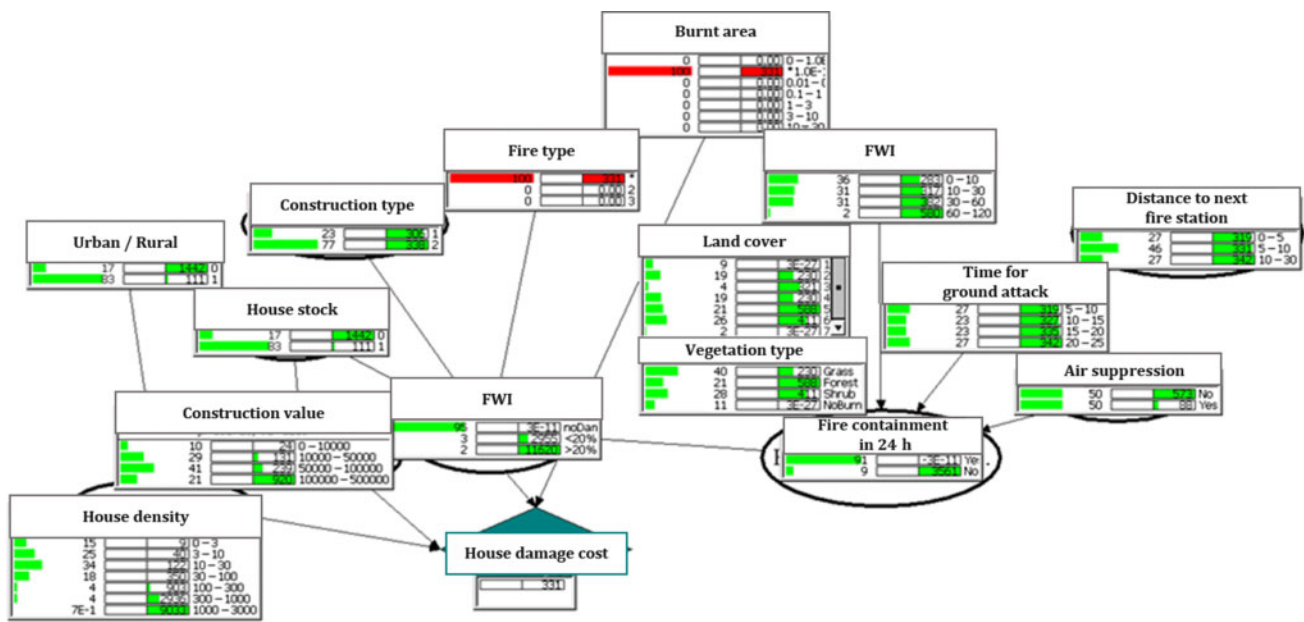 Burnt area
0 0.00 0-1.0E
100 331 *1.0E-
0 0.00 0.01-
0 0.00 0.1-1
0 0.00 1-3
0 0.00 3-10
0 0.00 10-30
Fire type
100 331 *
0 0.00 2
0 0.00 3
FWI
36 283 0-10
31 317 10-30
31 382 30-60
2 580 60-120
Construction type
23 306 1
77 338 2
Distance to next
fire station
27 319 0-5
46 331 5-10
27 342 10-30
Urban / Rural
17 1442 0
83 111 1
Land cover
9 3E-27 1
19 230 2
4 321 3
19 230 4
21 588 5
26 411 6
2 3E-27 7
Time for
ground attack
27 319 5-10
23 327 10-15
23 335 15-20
27 342 20-25
House stock
17 1442 0
83 111 1
Vegetation type
40 230 Grass
21 588 Forest
28 411 Shrub
11 3E-27 NoBurn
Air suppression
50 573 No
50 88 Yes
FWI
95 3E-11 noDan
3 2955 <20%
2 11620 >20%
Construction value
10 24 0-10000
29 131 10000-50000
41 239 50000-100000
21 920 100000-500000
Fire containment
in 24 h
91 -3E-11 Ye
9 3561 No
House density
15 9 0-3
25 40 3-10
34 122 10-30
18 350 30-100
4 903 100-300
4 2936 300-1000
7E-1 9033 1000-3000
House damage cost
331